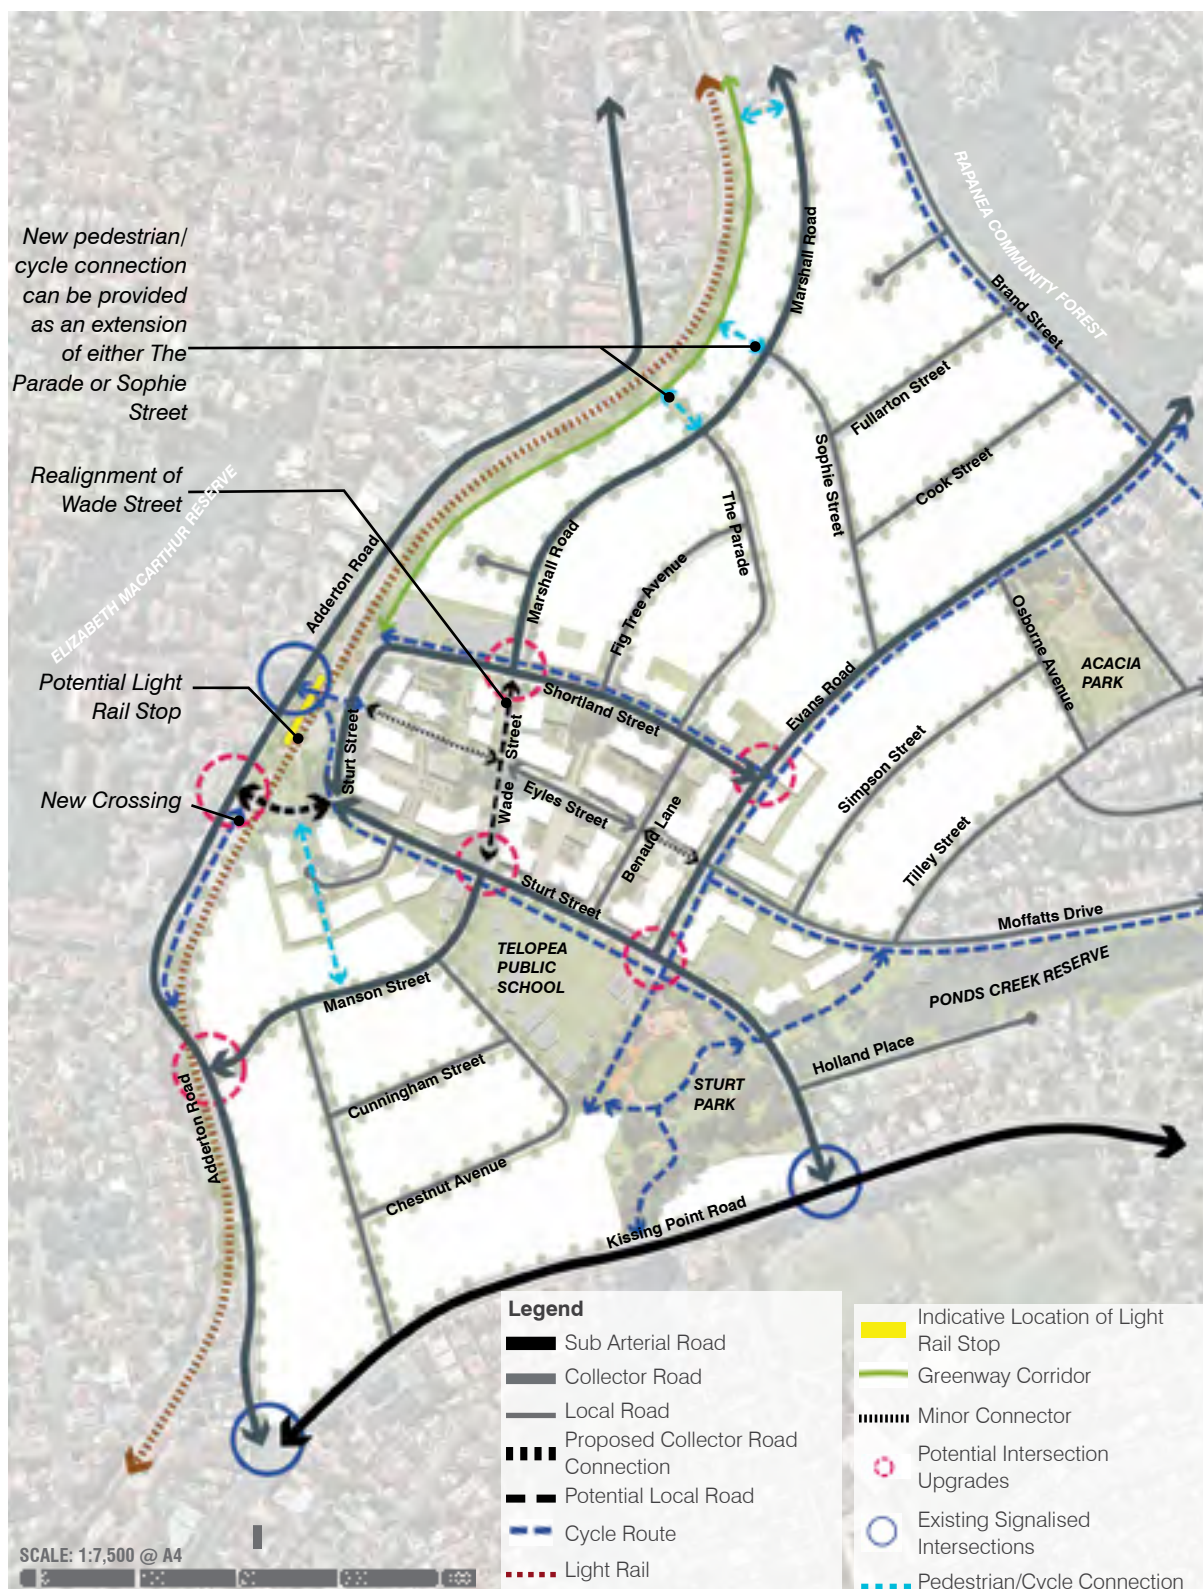 New pedestrian/
cycle connection
can be provided
as an extension
of either The
Parade or Sophie
Street
Realignment of
Wade Street
ELIZABETH MACARTHUR RESERVE
Potential Light
Rail Stop
New Crossing
RAPANEA COMMUNITY FOREST
Brand Street
Marshall Road
Fullarton Street
Cook Street
Sophie Street
The Parade
Fig Tree Avenue
Marshall Road
Adderton Road
Shortland Street
Evans Road
Osborne Avenue
ACACIA
PARK
Simpson Street
Tilley Street
Sturt Street
Wade Street
Eyles Street
Benaud Lane
Sturt Street
Moffatts Drive
TELOPEA
PUBLIC
SCHOOL
PONDS CREEK RESERVE
Manson Street
Holland Place
Cunningham Street
STURT
PARK
Adderton Road
Chestnut Avenue
Kissing Point Road
Legend
Sub Arterial Road
Collector Road
Local Road
Proposed Collector Road
Connection
Potential Local Road
Cycle Route
Light Rail
Indicative Location of Light
Rail Stop
Greenway Corridor
Minor Connector
Potential Intersection
Upgrades
Existing Signalised
Intersections
Pedestrian/Cycle Connection
SCALE: 1:7,500 @ A4